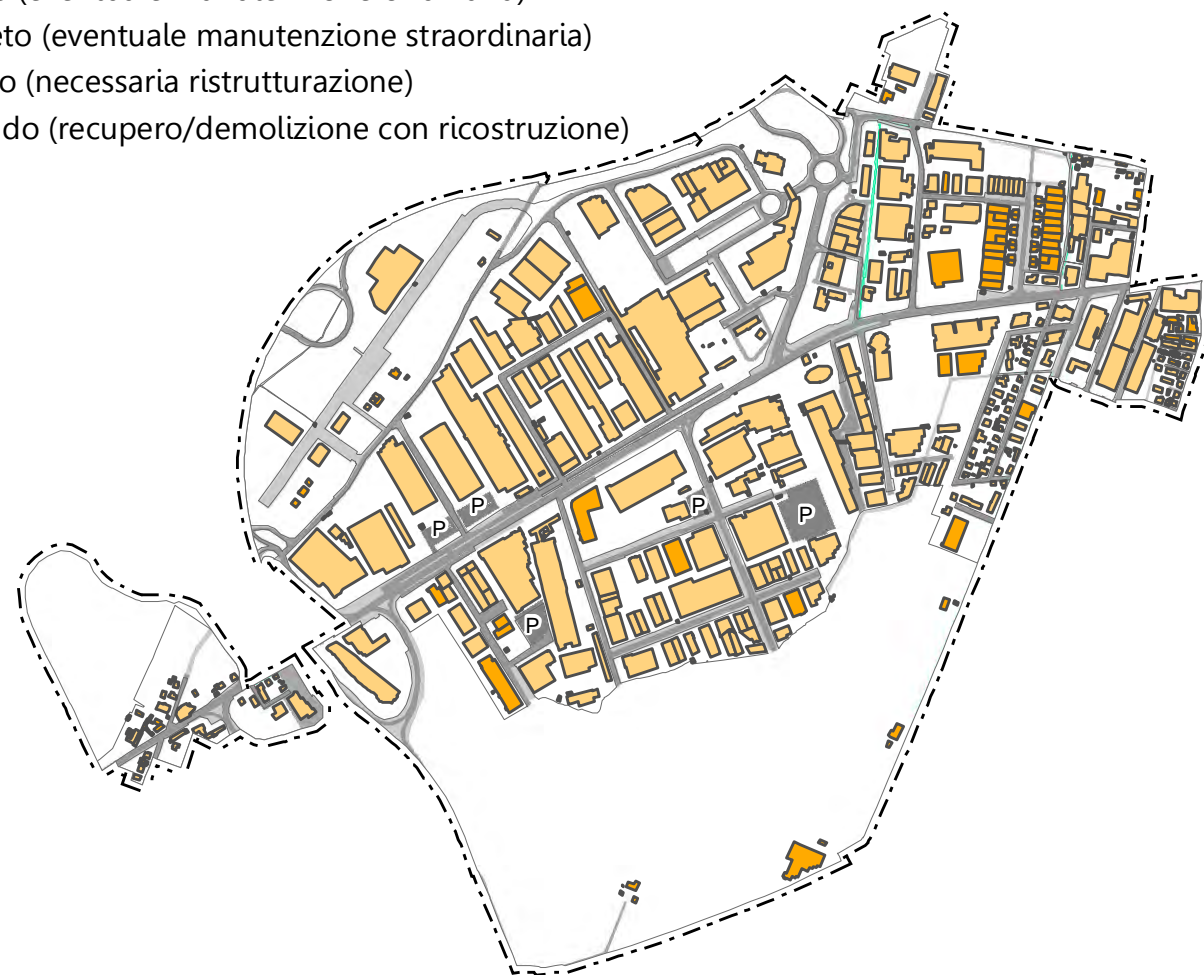 eto (eventuale manutenzione straordinaria)
o (necessaria ristrutturazione)
do (recupero/demolizione con ricostruzione)
P
P
P
P
P